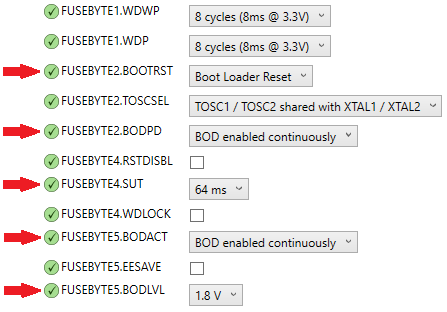 FUSEBYTE1.WDWP 8 cycles (8ms @ 3.3V)
FUSEBYTE1.WDP 8 cycles (8ms @ 3.3V)
FUSEBYTE2.BOOTRST Boot Loader Reset
FUSEBYTE2.TOSCSEL TOSC1 / TOSC2 shared with XTAL1 / XTAL2
FUSEBYTE2.BODPD BOD enabled continuously
FUSEBYTE4.RSTDISBL
FUSEBYTE4.SUT 64 ms
FUSEBYTE4.WDLOCK
FUSEBYTE5.BODACT BOD enabled continuously
FUSEBYTE5.EESAVE
FUSEBYTE5.BODLVL 1.8 V